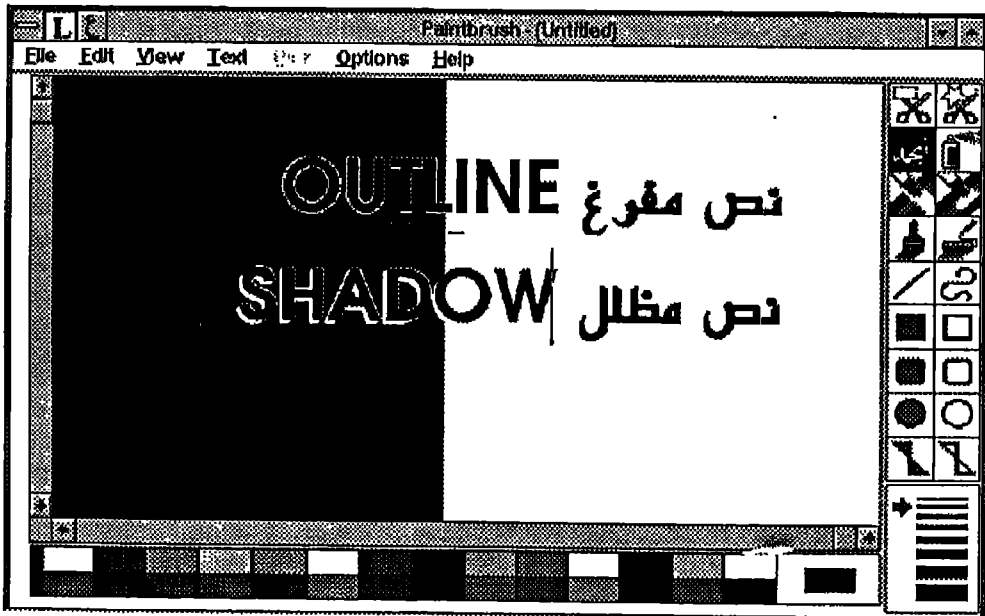 Paintbrush - (Untitled)
File Edit View Text Options Help
OUTLINE نص مفرغ
SHADOW نص مظلل